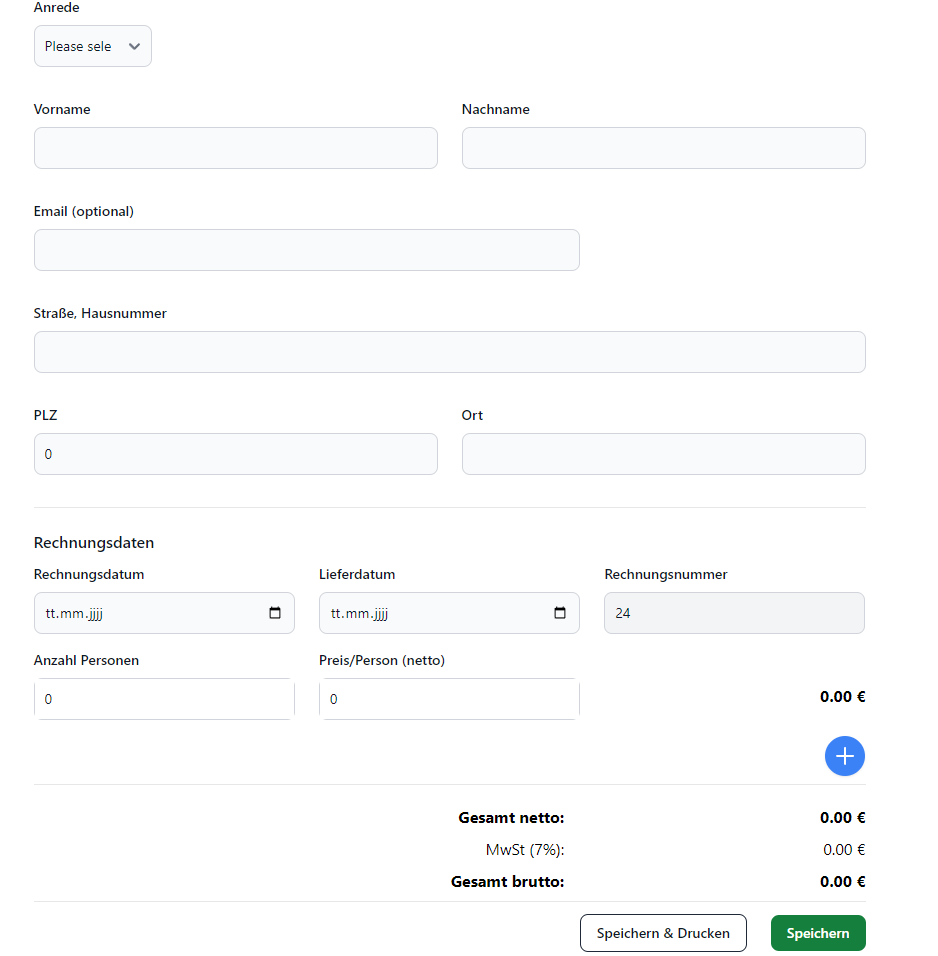 Anrede
Please sele
Vorname Nachname
Email (optional)
Straße, Hausnummer
PLZ Ort
0
Rechnungsdaten
Rechnungsdatum Lieferdatum Rechnungsnummer
tt.mm.jjjj tt.mm.jjjj 24
Anzahl Personen Preis/Person (netto)
0 0 0.00 €
Gesamt netto: 0.00 €
MwSt (7%): 0.00 €
Gesamt brutto: 0.00 €
Speichern & Drucken Speichern